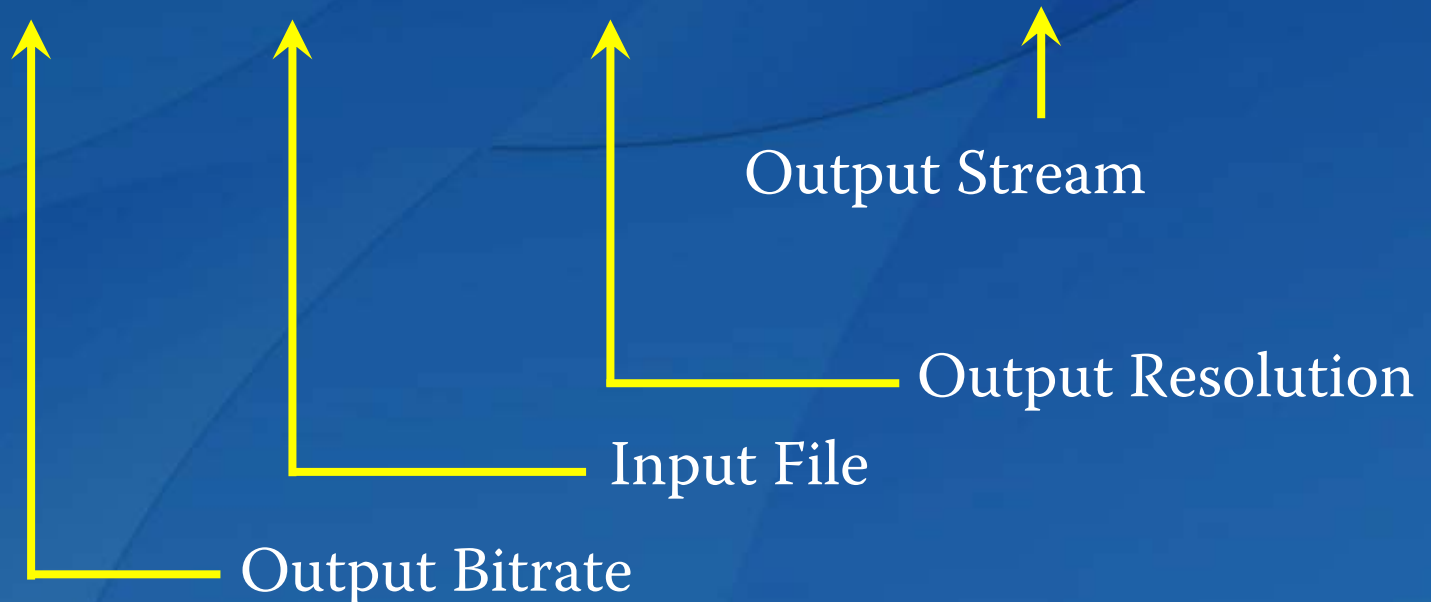 Output Stream
Output Resolution
Input File
Output Bitrate